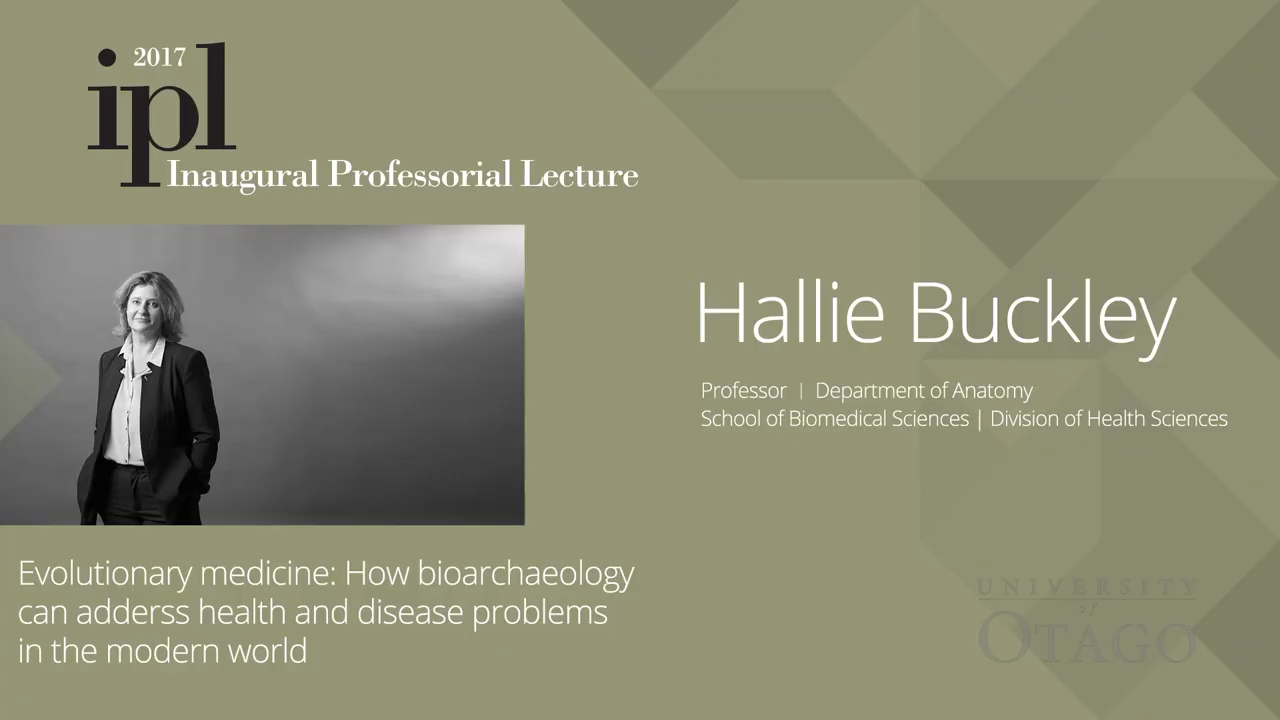 2017
ipl
Inaugural Professorial Lecture
Hallie Buckley
Professor | Department of Anatomy
School of Biomedical Sciences | Division of Health Sciences
Evolutionary medicine: How bioarchaeology
can adderss health and disease problems
in the modern world
UNIVERSITY
of
OTAGO